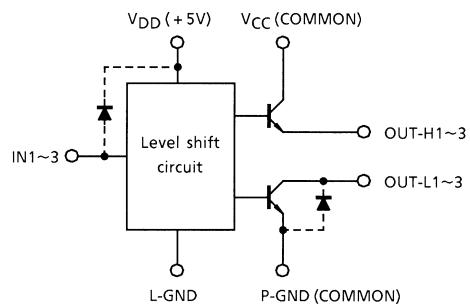 VDD (+5V)
VCC (COMMON)
IN1~3
Level shift
circuit
OUT-H1~3
OUT-L1~3
L-GND
P-GND (COMMON)